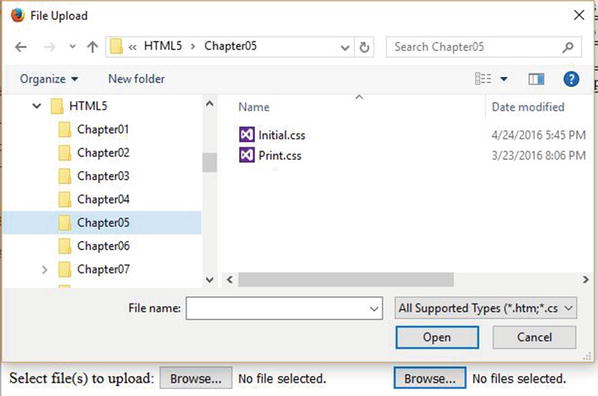 File Upload
« HTML5 > Chapter05
Search Chapter05
Organize
New folder
HTML5
Chapter01
Chapter02
Chapter03
Chapter04
Chapter05
Chapter06
Chapter07
Name
Date modified
Initial.css
4/24/2016 5:45 PM
Print.css
3/23/2016 8:06 PM
File name:
All Supported Types (*.htm;*.cs
Open
Cancel
Select file(s) to upload: Browse... No file selected. Browse... No files selected.